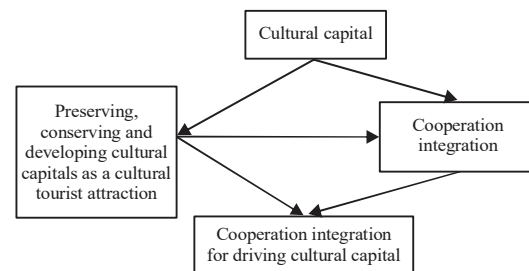 Cultural capital
Preserving,
conserving and
developing cultural
capitals as a cultural
tourist attraction
Cooperation
integration
Cooperation integration
for driving cultural capital